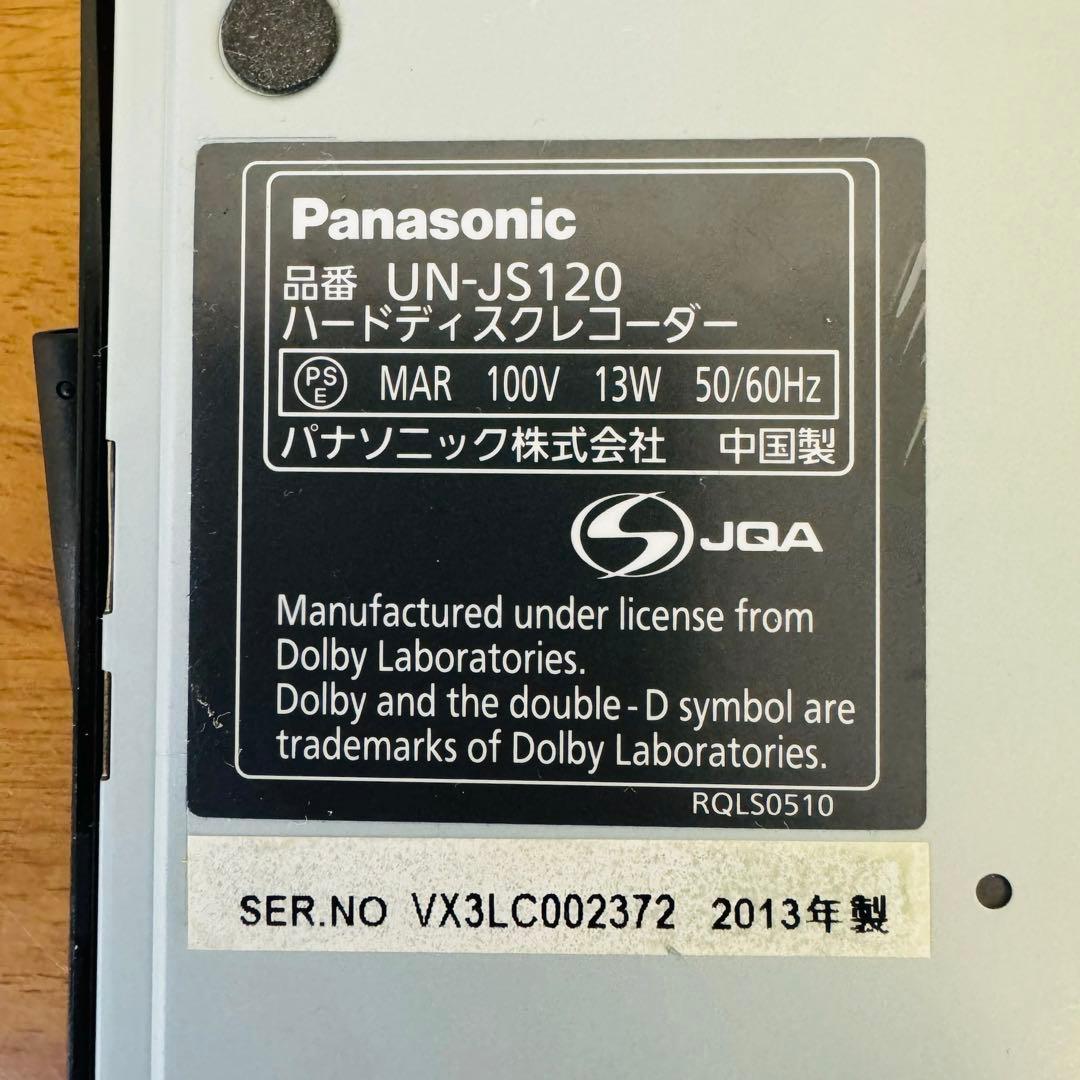 Panasonic
品番 UN-JS120
ハードディスクレコーダー
PS E MAR 100V 13W 50/60Hz
パナソニック株式会社 中国製
JQA
Manufactured under license from
Dolby Laboratories.
Dolby and the double-D symbol are
trademarks of Dolby Laboratories.
RQLS0510
SER.NO VX3LC002372 2013年製